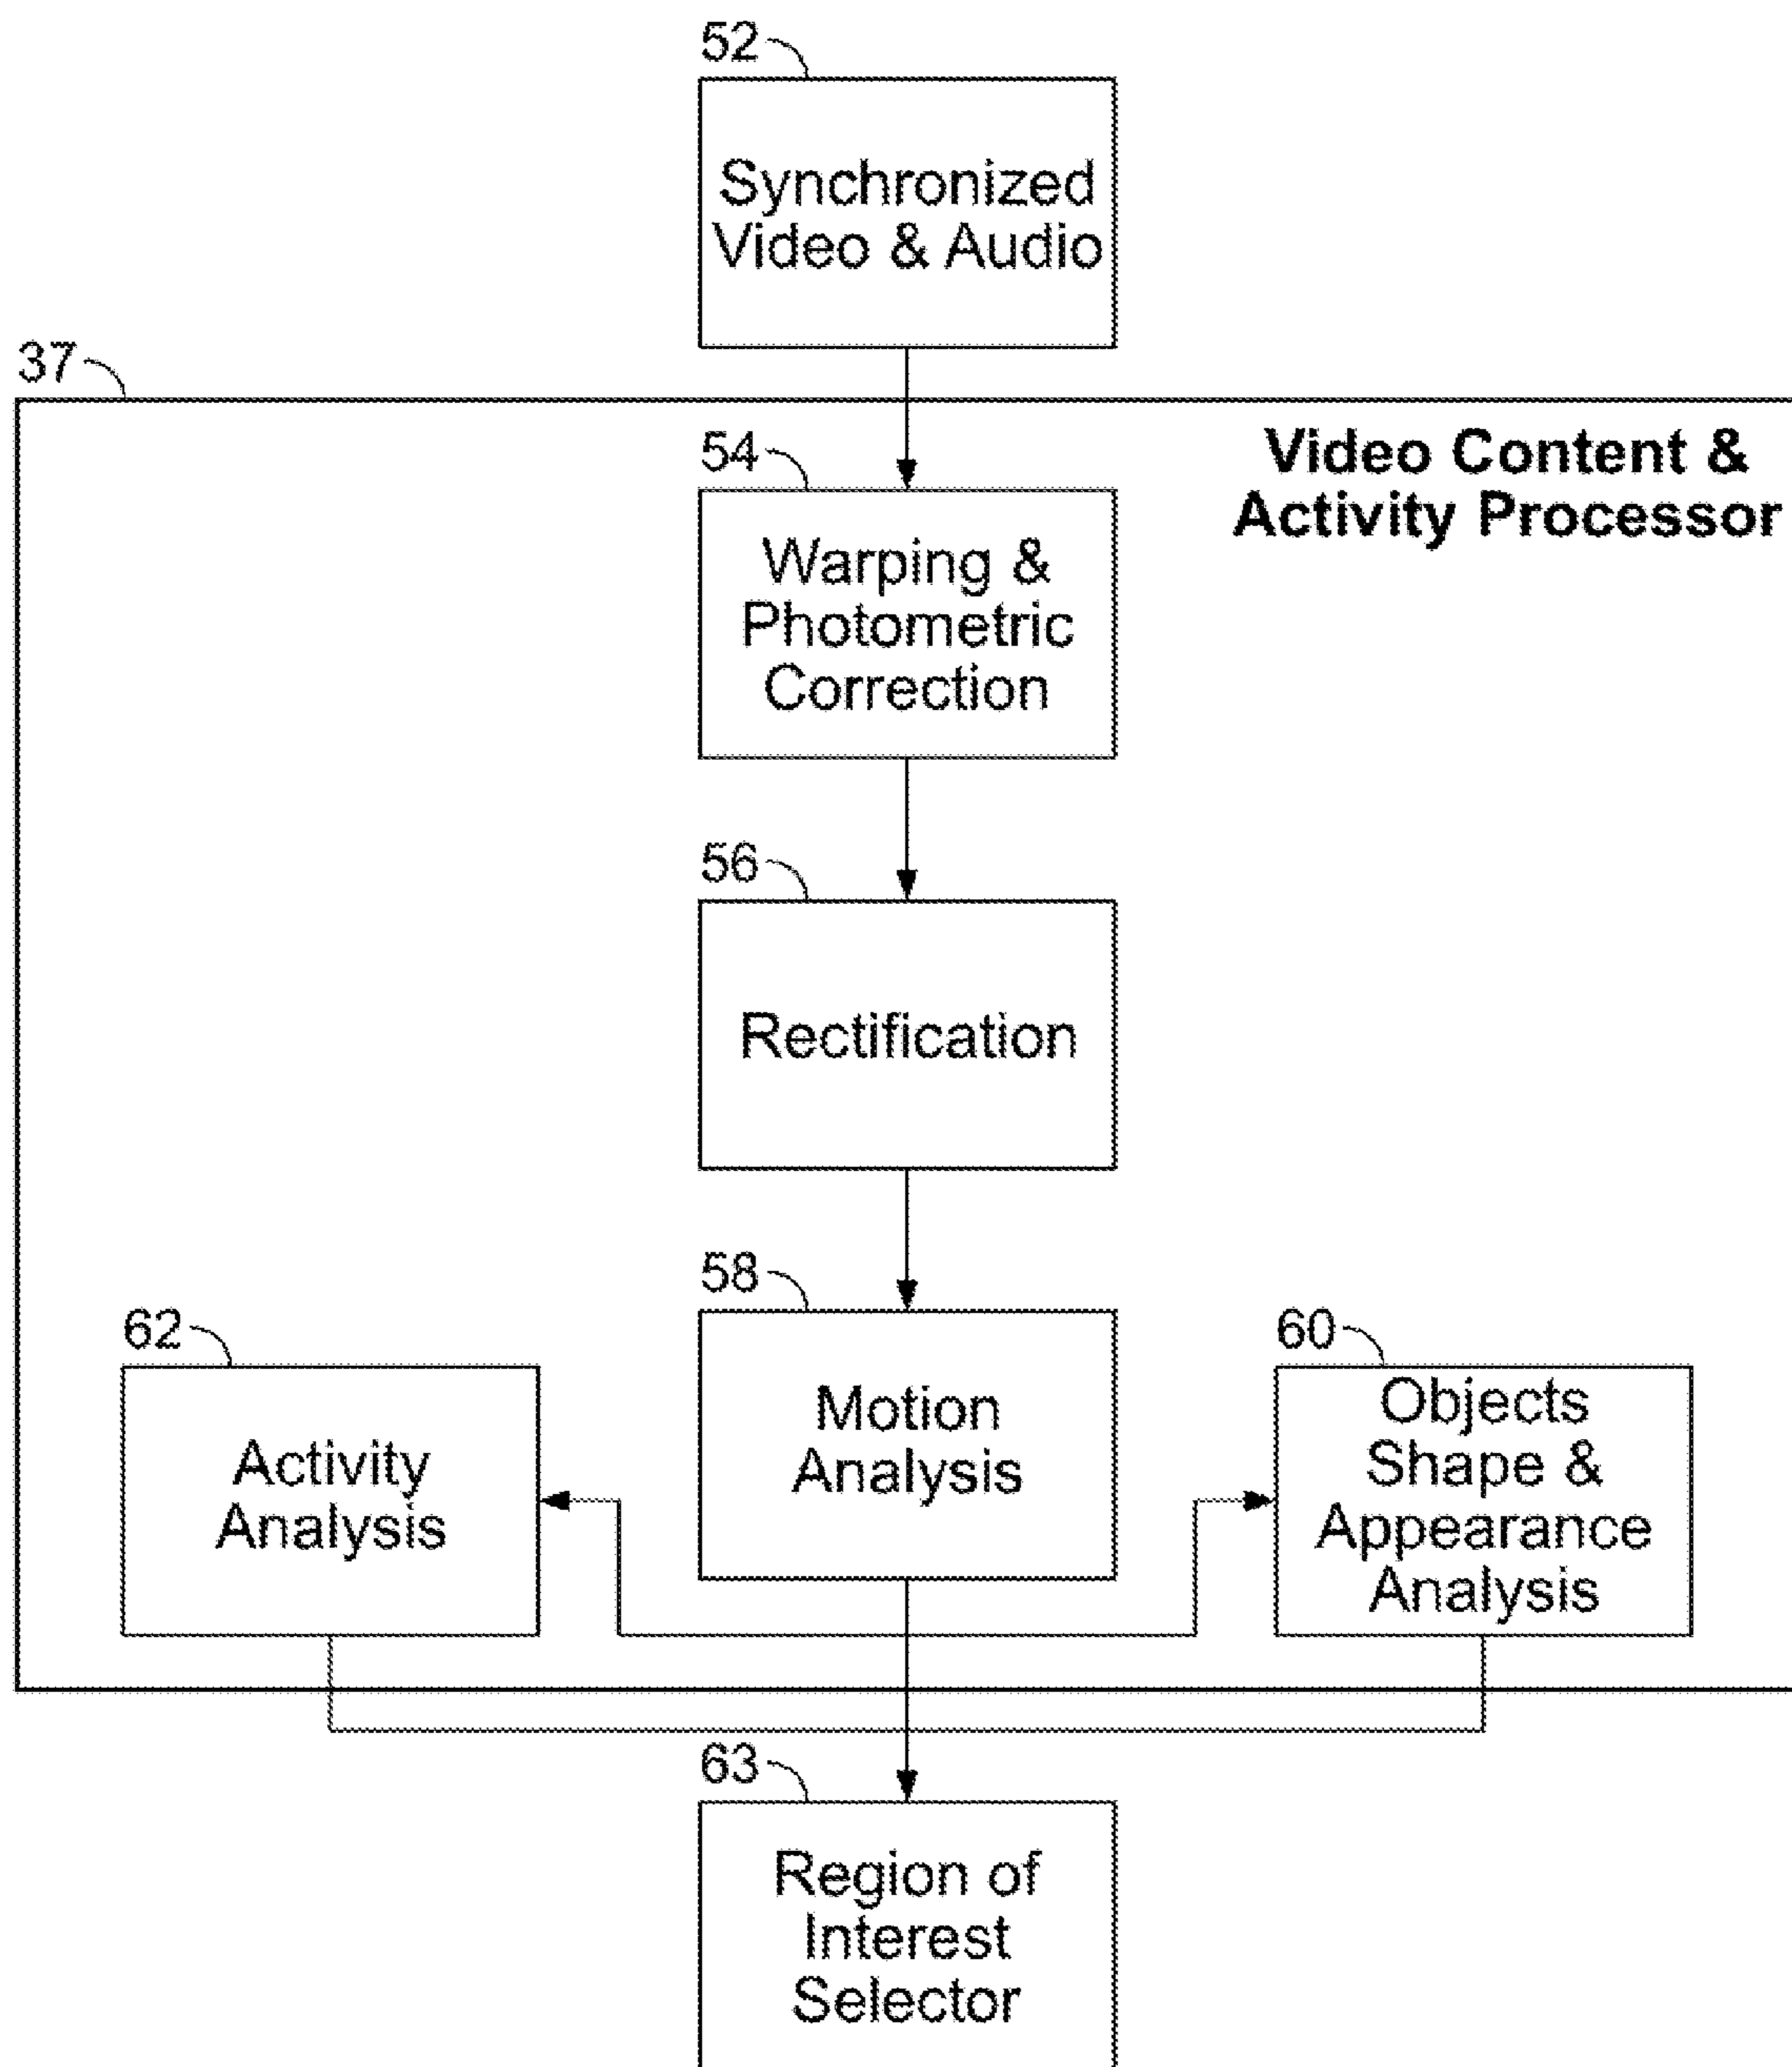 52
Synchronized
Video & Audio
37
Video Content &
Activity Processor
54
Warping &
Photometric
Correction
56
Rectification
58
Motion
Analysis
62
Activity
Analysis
60
Objects
Shape &
Appearance
Analysis
63
Region of
Interest
Selector